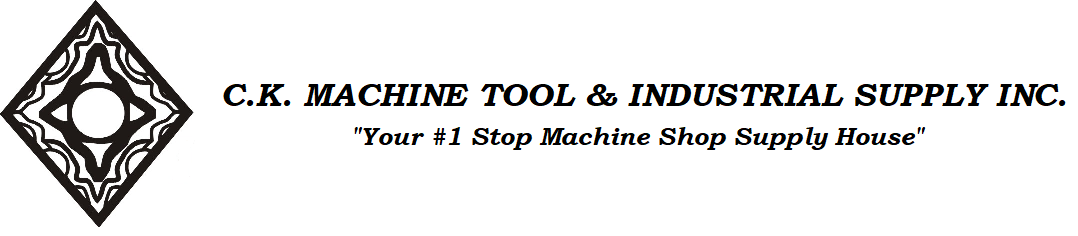 C.K. MACHINE TOOL & INDUSTRIAL SUPPLY INC.
"Your #1 Stop Machine Shop Supply House"